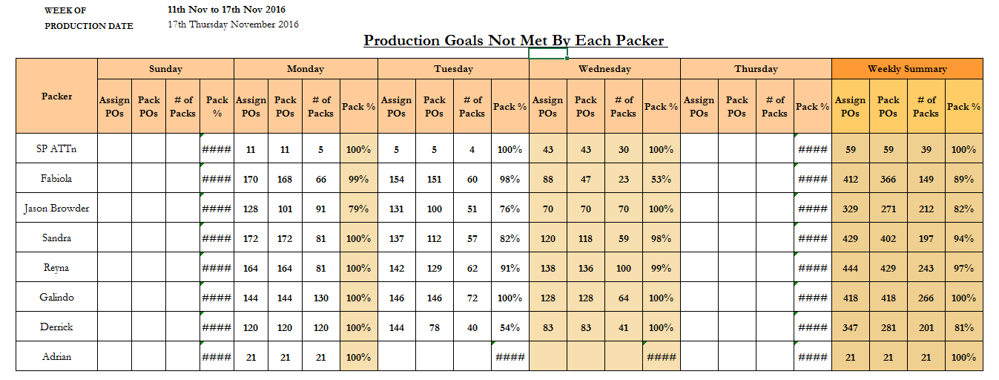 WEEK OF 11th Nov to 17th Nov 2016
PRODUCTION DATE 17th Thursday November 2016
Production Goals Not Met By Each Packer
Packer Sunday Monday Tuesday Wednesday Thursday Weekly Summary
Assign POs Pack POs # of Packs Pack % Assign POs Pack POs # of Packs Pack % Assign POs Pack POs # of Packs Pack % Assign POs Pack POs # of Packs Pack % Assign POs Pack POs # of Packs Pack % Assign POs Pack POs # of Packs Pack %
SP ATTn #### 11 11 5 100% 5 5 4 100% 43 43 30 100% #### 59 59 39 100%
Fabiola #### 170 168 66 99% 154 151 60 98% 88 47 23 53% #### 412 366 149 89%
Jason Browder #### 128 101 91 79% 131 100 51 76% 70 70 70 100% #### 329 271 212 82%
Sandra #### 172 172 81 100% 137 112 57 82% 120 118 59 98% #### 429 402 197 94%
Reyna #### 164 164 81 100% 142 129 62 91% 138 136 100 99% #### 444 429 243 97%
Galindo #### 144 144 130 100% 146 146 72 100% 128 128 64 100% #### 418 418 266 100%
Derrick #### 120 120 120 100% 144 78 40 54% 83 83 41 100% #### 347 281 201 81%
Adrian #### 21 21 21 100% #### #### #### 21 21 21 100%